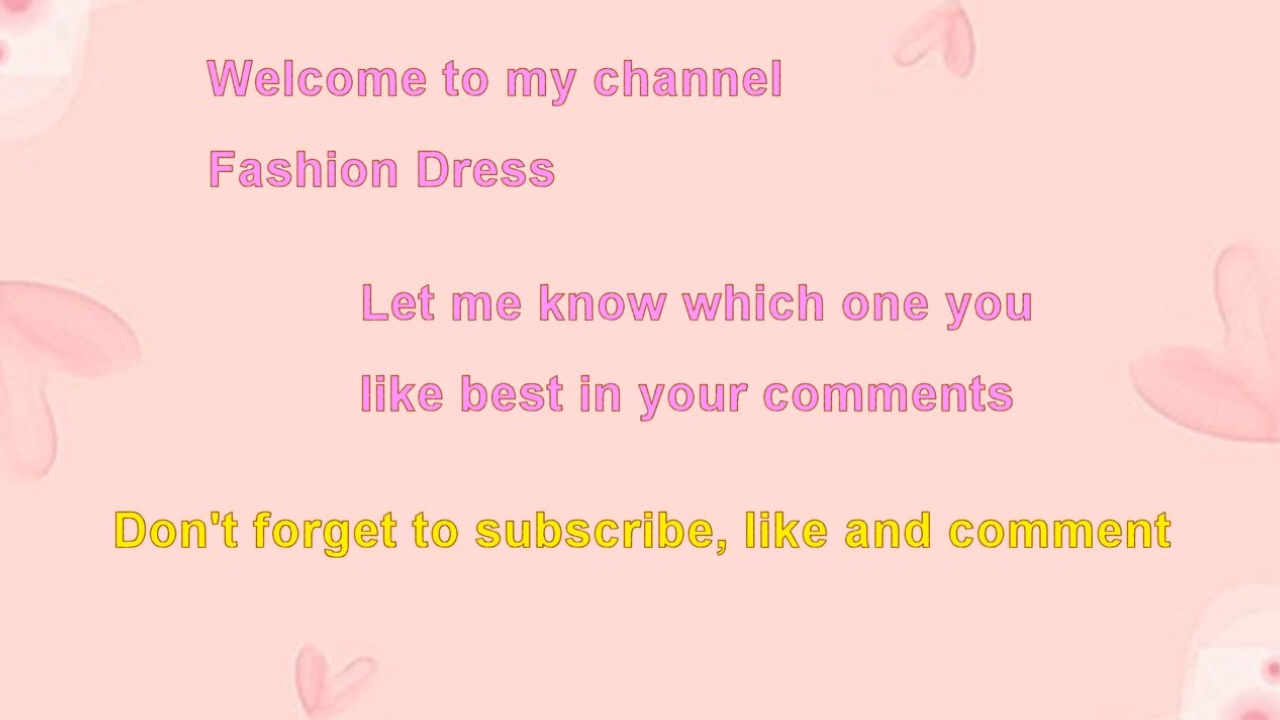 Welcome to my channel
Fashion Dress
Let me know which one you
like best in your comments
Don't forget to subscribe, like and comment